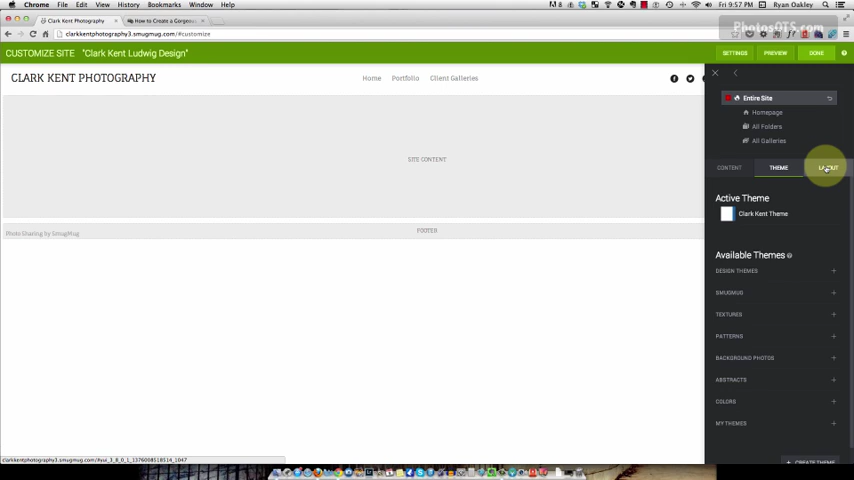 Chrome File Edit View History Bookmarks Window Help
Fri 9:57 PM Ryan Oakley
PhotosOTS.com
Clark Kent Photography
How to Create a Gorgeou
clarkkentphotography3.smugmug.com/#customize
CUSTOMIZE SITE "Clark Kent Ludwig Design"
SETTINGS PREVIEW DONE
CLARK KENT PHOTOGRAPHY
Home Portfolio Client Galleries
Entire Site
Homepage
All Folders
All Galleries
CONTENT THEME LAYOUT
SITE CONTENT
Active Theme
Clark Kent Theme
Photo Sharing by SmugMug
FOOTER
Available Themes
DESIGN THEMES
SMUGMUG
TEXTURES
PATTERNS
BACKGROUND PHOTOS
ABSTRACTS
COLORS
MY THEMES
+ CREATE THEME